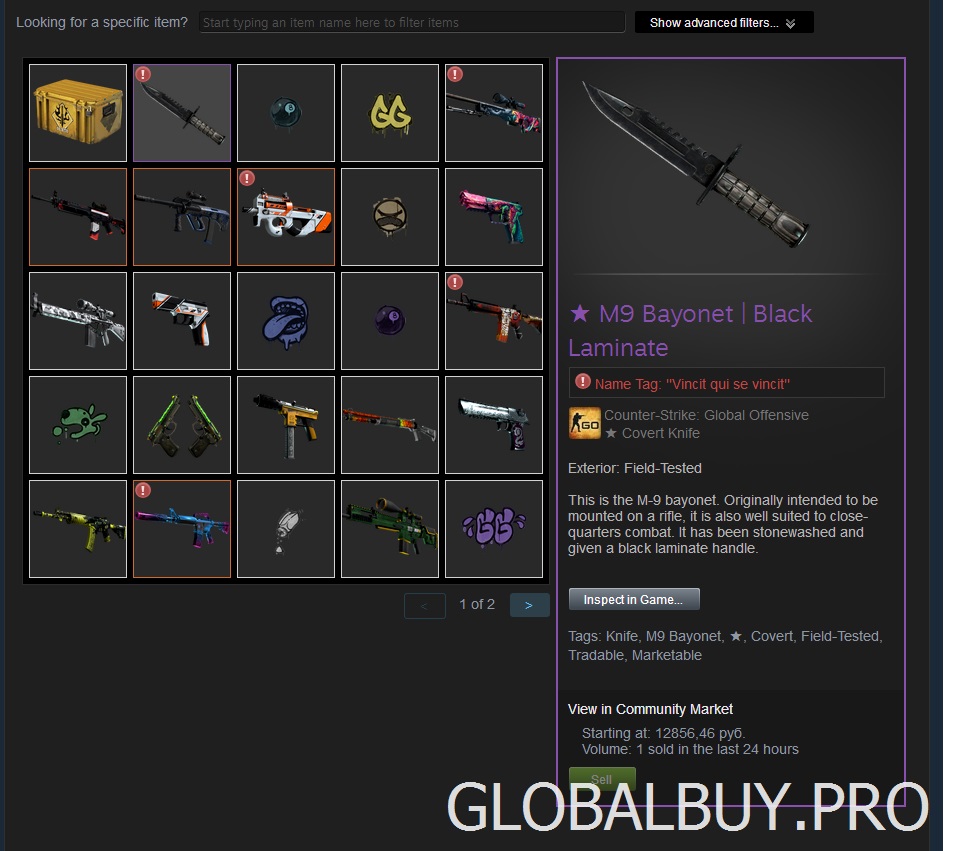 Looking for a specific item? Start typing an item name here to filter items Show advanced filters...
★ M9 Bayonet | Black
Laminate
Name Tag: "Vincit qui se vincit"
GO Counter-Strike: Global Offensive
★ Covert Knife
Exterior: Field-Tested
This is the M-9 bayonet. Originally intended to be
mounted on a rifle, it is also well suited to close-
quarters combat. It has been stonewashed and
given a black laminate handle.
< 1 of 2 >
Inspect in Game...
Tags: Knife, M9 Bayonet, ★, Covert, Field-Tested,
Tradable, Marketable
View in Community Market
Starting at: 12856,46 pуб.
Volume: 1 sold in the last 24 hours
Sell
GLOBALBUY.PRO